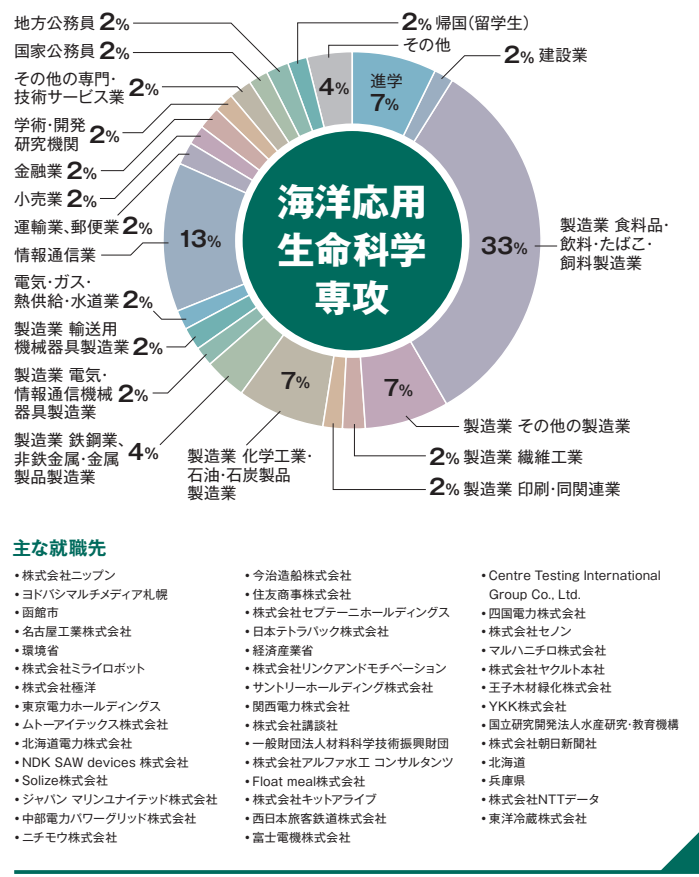 地方公務員 2%
国家公務員 2%
その他の専門・
技術サービス業 2%
学術・開発
研究機関 2%
金融業 2%
小売業 2%
運輸業、郵便業 2%
情報通信業
13%
電気・ガス・
熱供給・水道業 2%
製造業 輸送用
機械器具製造業 2%
製造業 電気・
情報通信機械
器具製造業 2%
製造業 鉄鋼業、
非鉄金属・金属
製品製造業 4%
2% 帰国(留学生)
その他
4%
進学
7%
2% 建設業
33%
製造業 食料品・
飲料・たばこ・
飼料製造業
海洋応用
生命科学
専攻
7%
製造業 化学工業・
石油・石炭製品
製造業
7%
製造業 その他の製造業
2% 製造業 繊維工業
2% 製造業 印刷・同関連業
主な就職先
・株式会社ニップン
・ヨドバシマルチメディア札幌
・函館市
・名古屋工業株式会社
・環境省
・株式会社ミライロボット
・株式会社極洋
・東京電力ホールディングス
・ムトーアイテックス株式会社
・北海道電力株式会社
・NDK SAW devices 株式会社
・Solize株式会社
・ジャパン マリンユナイテッド株式会社
・中部電力パワーグリッド株式会社
・ニチモウ株式会社
・今治造船株式会社
・住友商事株式会社
・株式会社セプテーニホールディングス
・日本テトラパック株式会社
・経済産業省
・株式会社リンクアンドモチベーション
・サントリーホールディング株式会社
・関西電力株式会社
・株式会社講談社
・一般財団法人材料科学技術振興財団
・株式会社アルファ水工 コンサルタンツ
・Float meal株式会社
・株式会社キットアライブ
・西日本旅客鉄道株式会社
・富士電機株式会社
・Centre Testing International
Group Co., Ltd.
・四国電力株式会社
・株式会社セノン
・マルハニチロ株式会社
・株式会社ヤクルト本社
・王子木材緑化株式会社
・YKK株式会社
・国立研究開発法人水産研究・教育機構
・株式会社朝日新聞社
・北海道
・兵庫県
・株式会社NTTデータ
・東洋冷蔵株式会社